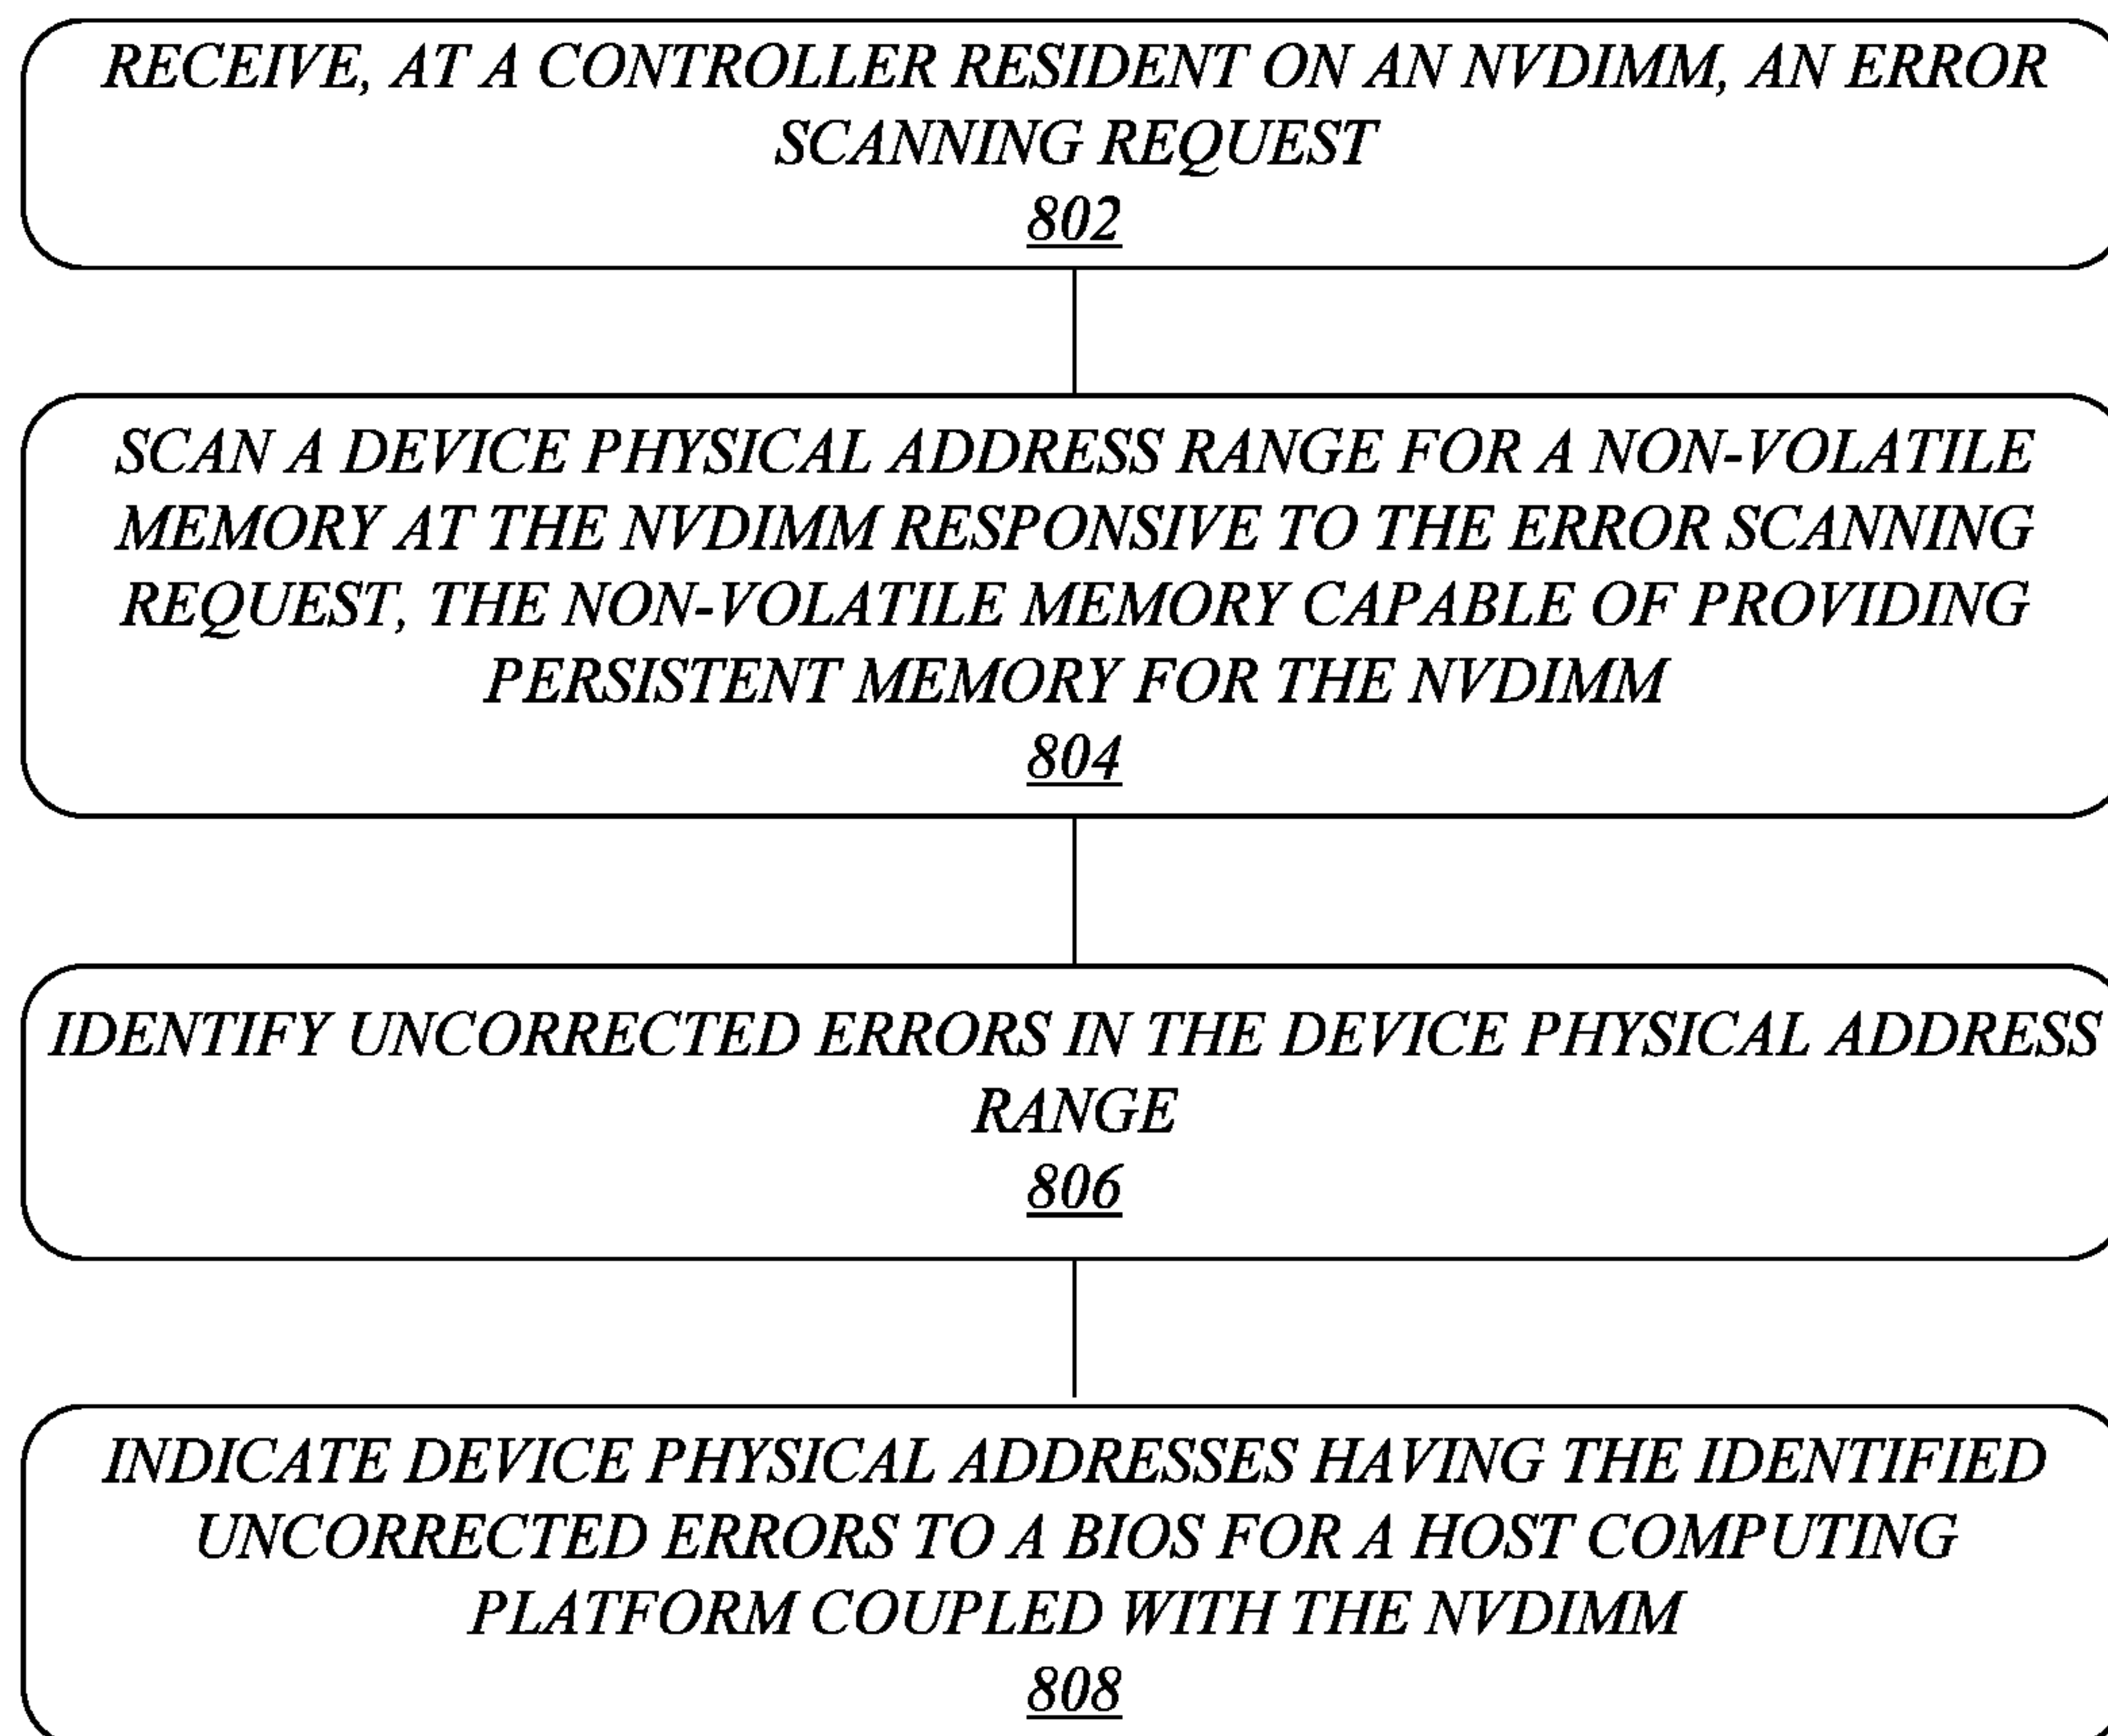 RECEIVE, AT A CONTROLLER RESIDENT ON AN NVDIMM, AN ERROR
SCANNING REQUEST
802
SCAN A DEVICE PHYSICAL ADDRESS RANGE FOR A NON-VOLATILE
MEMORY AT THE NVDIMM RESPONSIVE TO THE ERROR SCANNING
REQUEST, THE NON-VOLATILE MEMORY CAPABLE OF PROVIDING
PERSISTENT MEMORY FOR THE NVDIMM
804
IDENTIFY UNCORRECTED ERRORS IN THE DEVICE PHYSICAL ADDRESS
RANGE
806
INDICATE DEVICE PHYSICAL ADDRESSES HAVING THE IDENTIFIED
UNCORRECTED ERRORS TO A BIOS FOR A HOST COMPUTING
PLATFORM COUPLED WITH THE NVDIMM
808